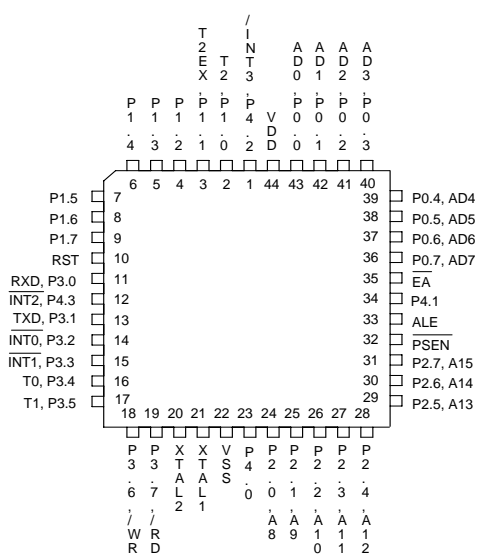 P1.4
P1.3
P1.2
T2EX,P1.1
T2,P1.0
/INT3,P4.2
VDD
AD0,P0.0
AD1,P0.1
AD2,P0.2
AD3,P0.3
6 5 4 3 2 1 44 43 42 41 40
P1.5 7
P1.6 8
P1.7 9
RST 10
RXD, P3.0 11
INT2, P4.3 12
TXD, P3.1 13
INT0, P3.2 14
INT1, P3.3 15
T0, P3.4 16
T1, P3.5 17
39 P0.4, AD4
38 P0.5, AD5
37 P0.6, AD6
36 P0.7, AD7
35 EA
34 P4.1
33 ALE
32 PSEN
31 P2.7, A15
30 P2.6, A14
29 P2.5, A13
18 19 20 21 22 23 24 25 26 27 28
P3.6,/WR
P3.7,/RD
XTAL2
XTAL1
VSS
P4.0
P2.0,A8
P2.1,A9
P2.2,A10
P2.3,A11
P2.4,A12